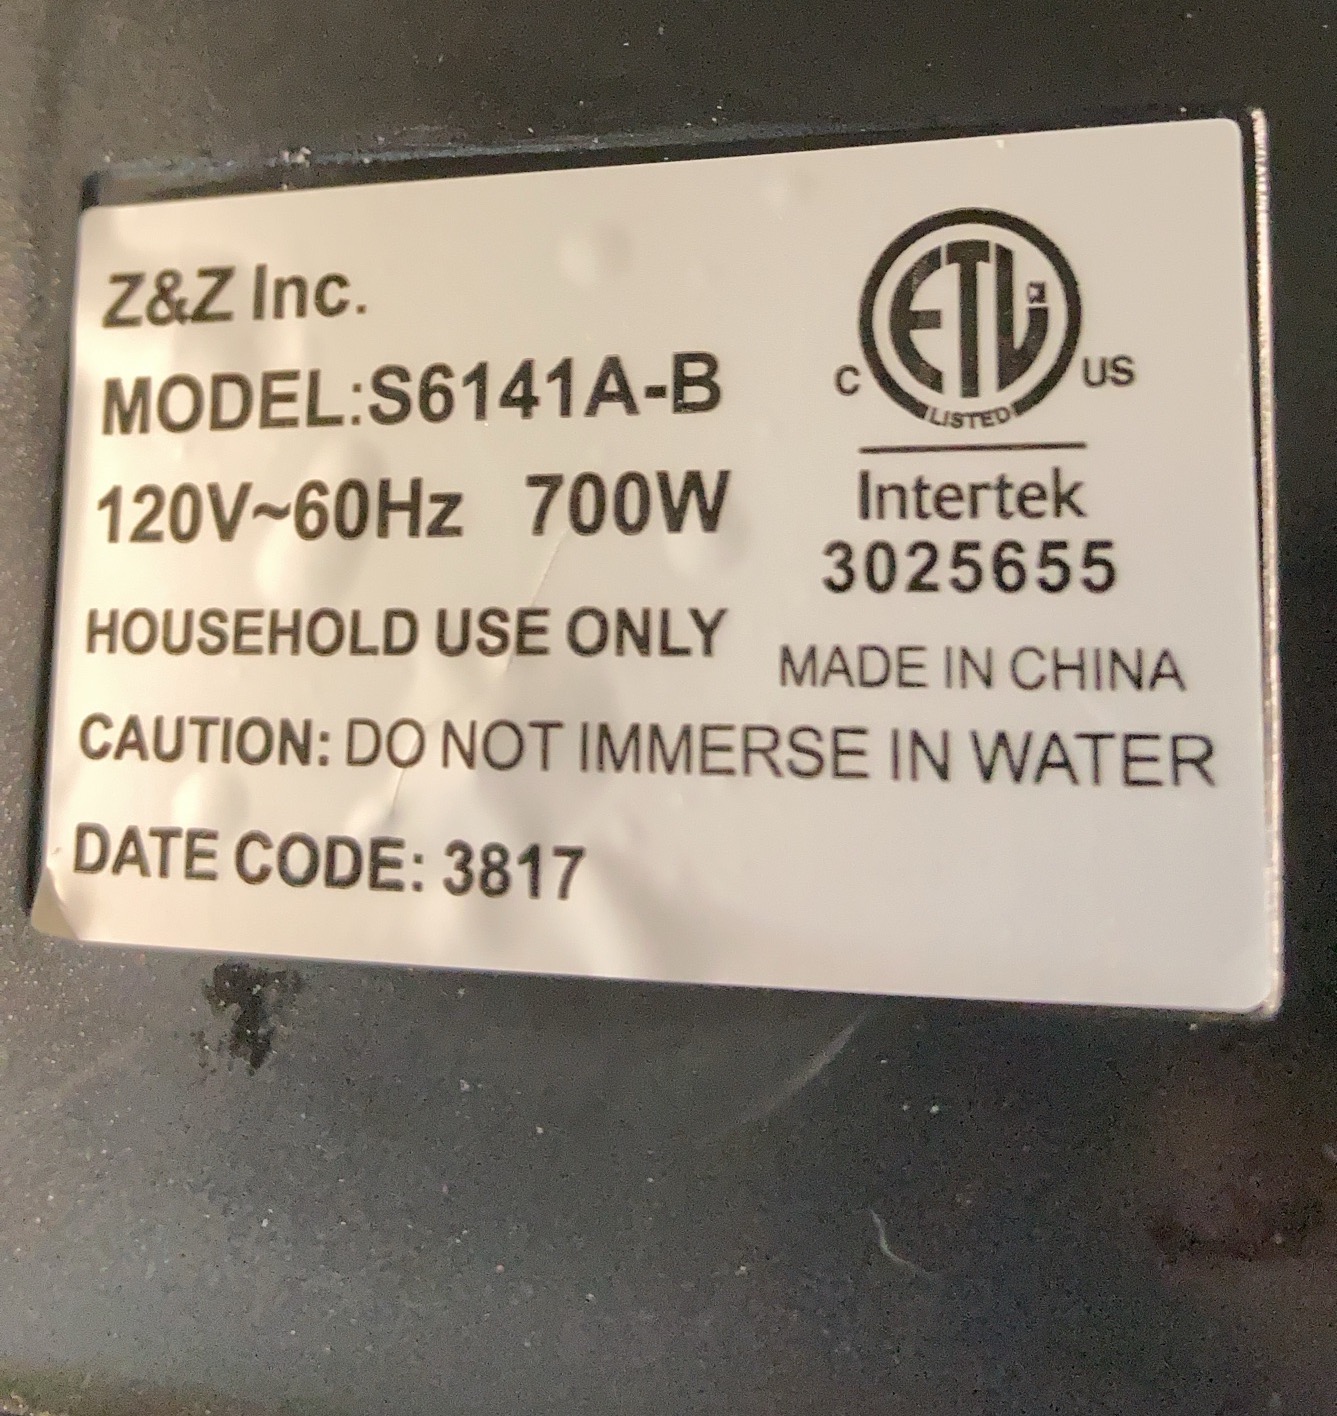 Z&Z Inc.
MODEL:S6141A-B
120V~60Hz 700W
HOUSEHOLD USE ONLY
CAUTION: DO NOT IMMERSE IN WATER
DATE CODE: 3817
ETL
C US
LISTED
Intertek
3025655
MADE IN CHINA